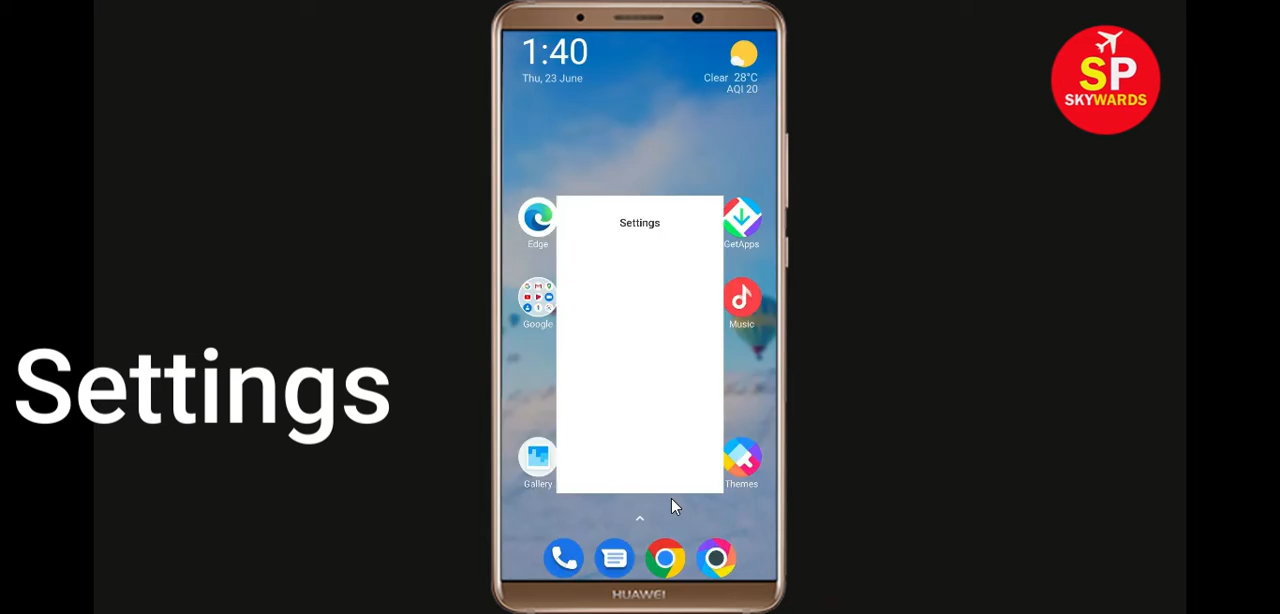 1:40
Thu, 23 June
Clear 28°C
AQI 20
SP
SKYWARDS
Settings
Edge
GetApps
Google
Music
Settings
Gallery
Themes
HUAWEI